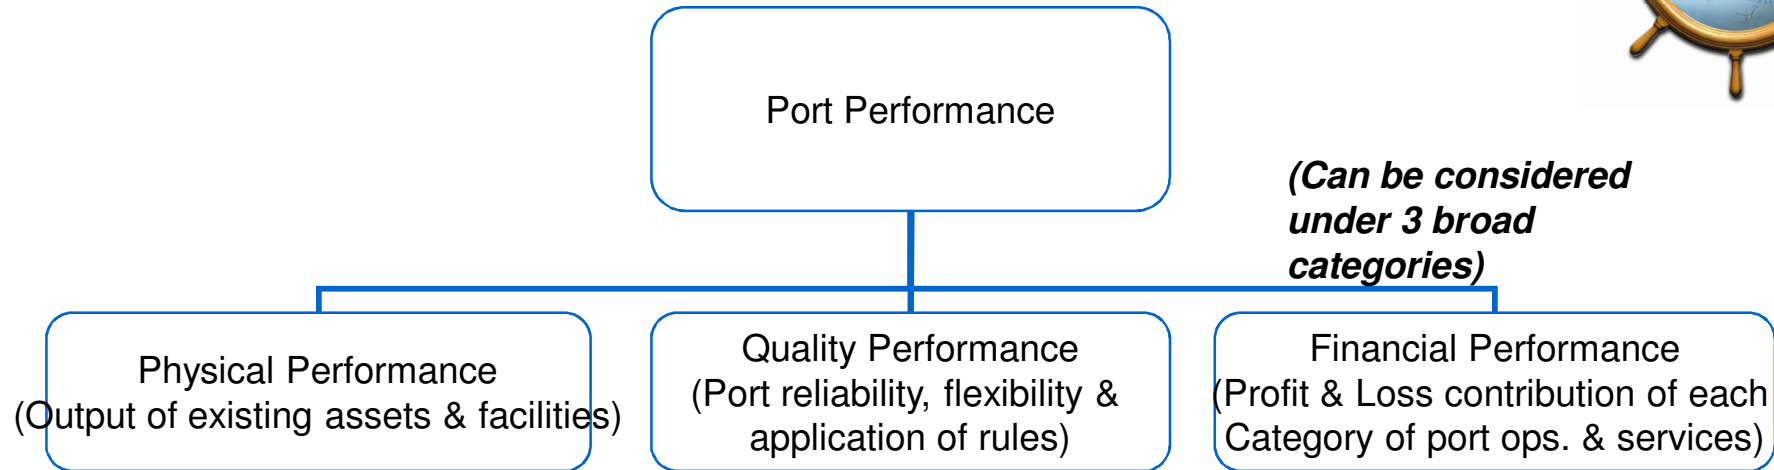 Port Performance
(Can be considered
under 3 broad
categories)
Physical Performance
(Output of existing assets & facilities)
Quality Performance
(Port reliability, flexibility &
application of rules)
Financial Performance
(Profit & Loss contribution of each
Category of port ops. & services)